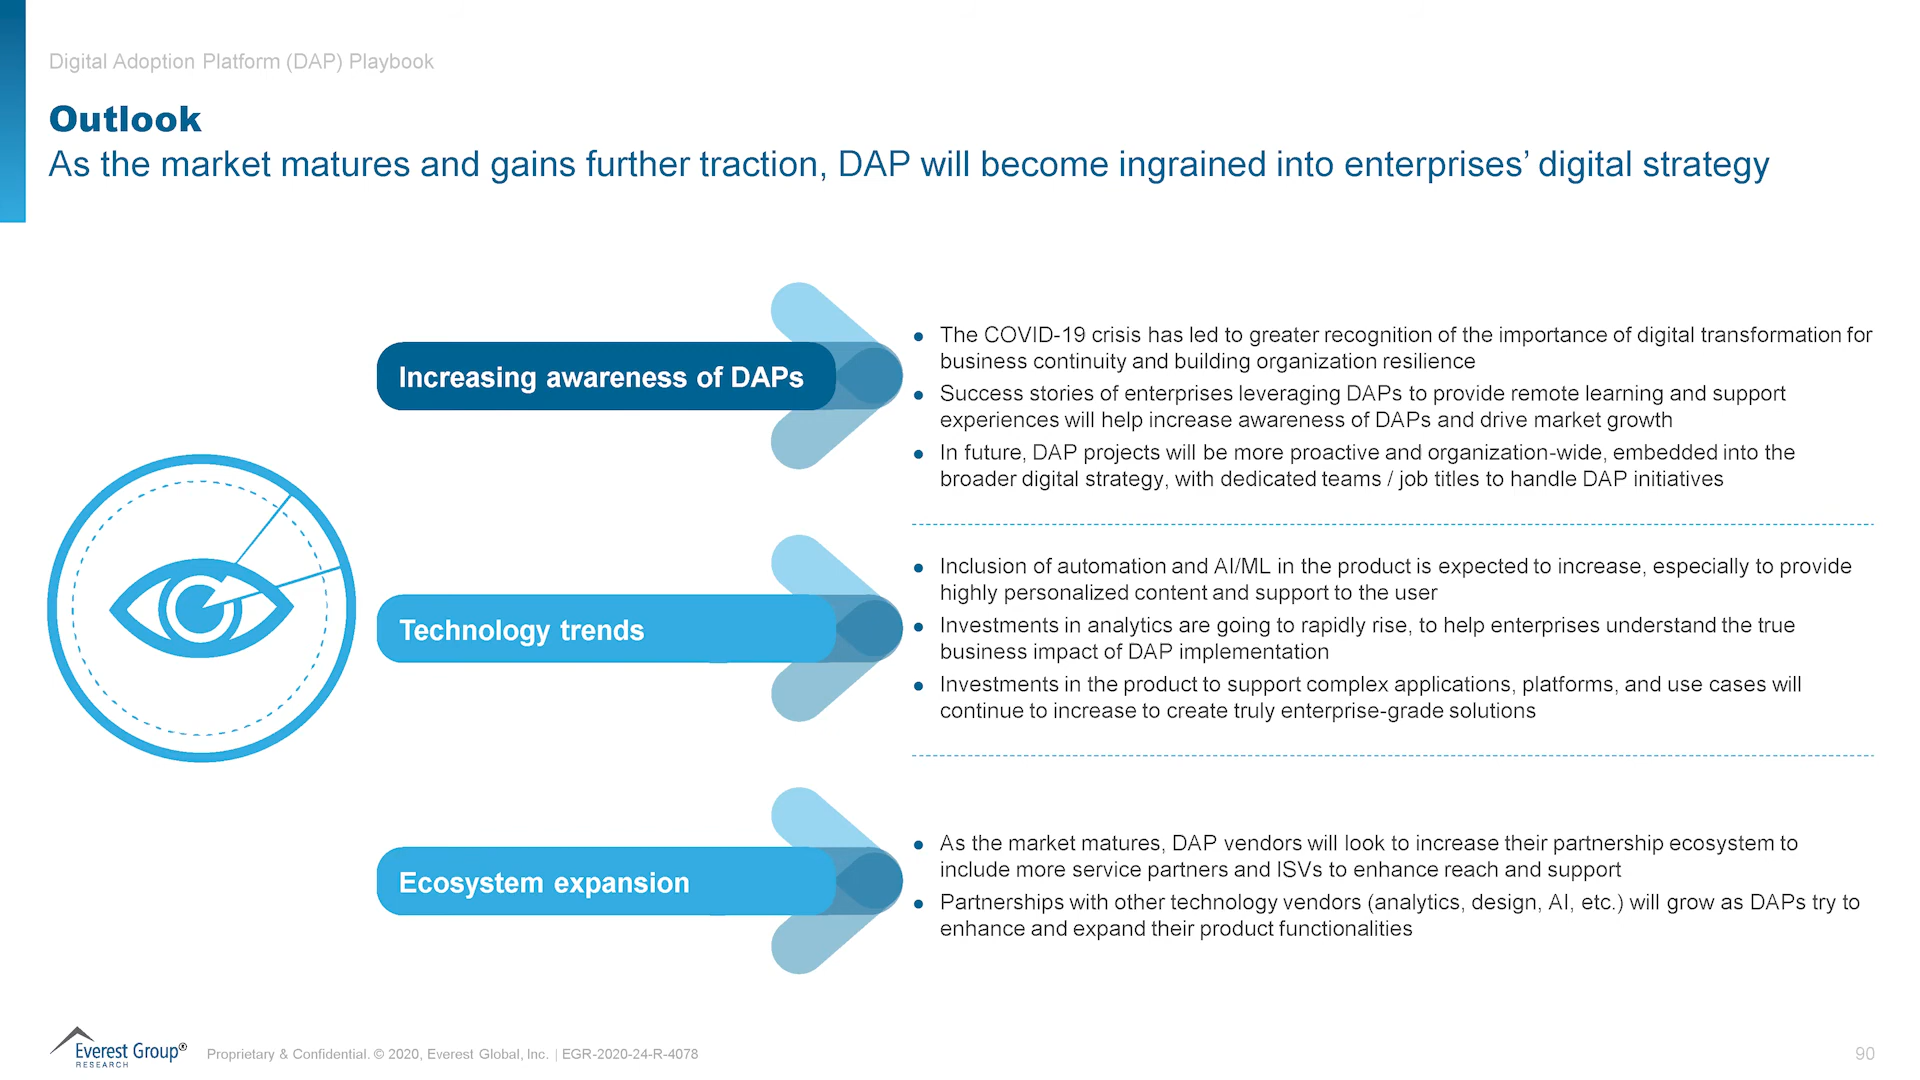 Digital Adoption Platform (DAP) Playbook
Outlook
As the market matures and gains further traction, DAP will become ingrained into enterprises’ digital strategy
Increasing awareness of DAPs
● The COVID-19 crisis has led to greater recognition of the importance of digital transformation for
business continuity and building organization resilience
● Success stories of enterprises leveraging DAPs to provide remote learning and support
experiences will help increase awareness of DAPs and drive market growth
● In future, DAP projects will be more proactive and organization-wide, embedded into the
broader digital strategy, with dedicated teams / job titles to handle DAP initiatives
Technology trends
● Inclusion of automation and AI/ML in the product is expected to increase, especially to provide
highly personalized content and support to the user
● Investments in analytics are going to rapidly rise, to help enterprises understand the true
business impact of DAP implementation
● Investments in the product to support complex applications, platforms, and use cases will
continue to increase to create truly enterprise-grade solutions
Ecosystem expansion
● As the market matures, DAP vendors will look to increase their partnership ecosystem to
include more service partners and ISVs to enhance reach and support
● Partnerships with other technology vendors (analytics, design, AI, etc.) will grow as DAPs try to
enhance and expand their product functionalities
Everest Group®
RESEARCH
Proprietary & Confidential. © 2020, Everest Global, Inc. | EGR-2020-24-R-4078
90